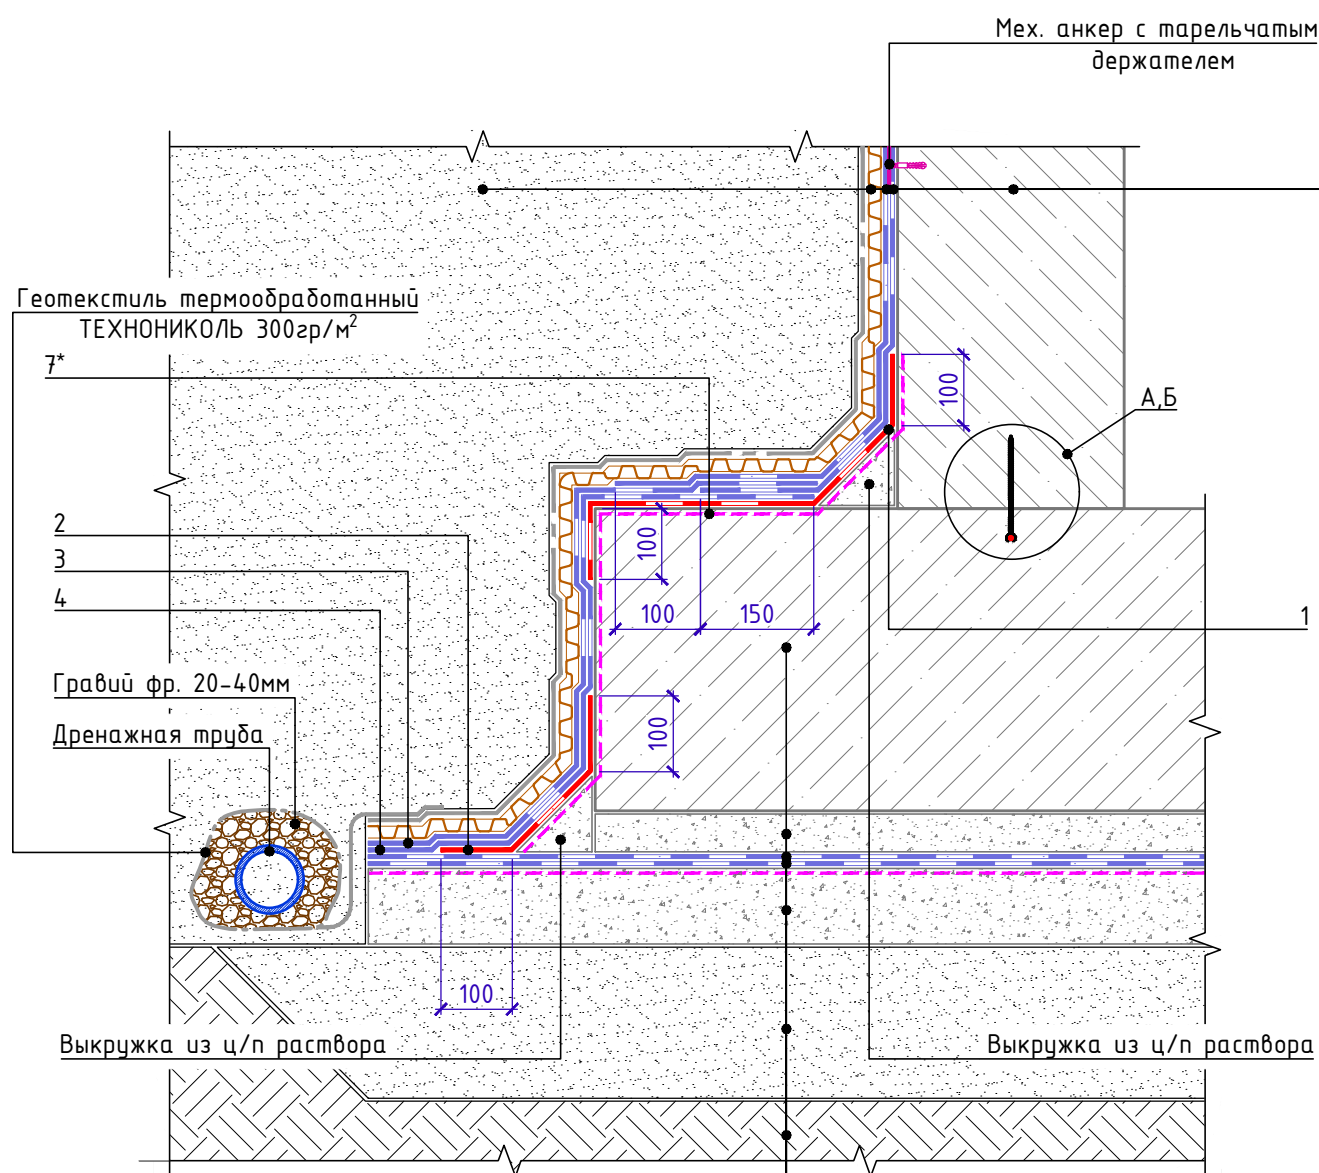 Мех. анкер с тарельчатым
держателем
Геотекстиль термообработанный
ТЕХНОНИКОЛЬ 300гр/м²
7*
100
А,Б
2
3
100
4
100
150
1
Гравий фр. 20-40мм
100
Дренажная труба
100
Выкружка из ц/п раствора
Выкружка из ц/п раствора